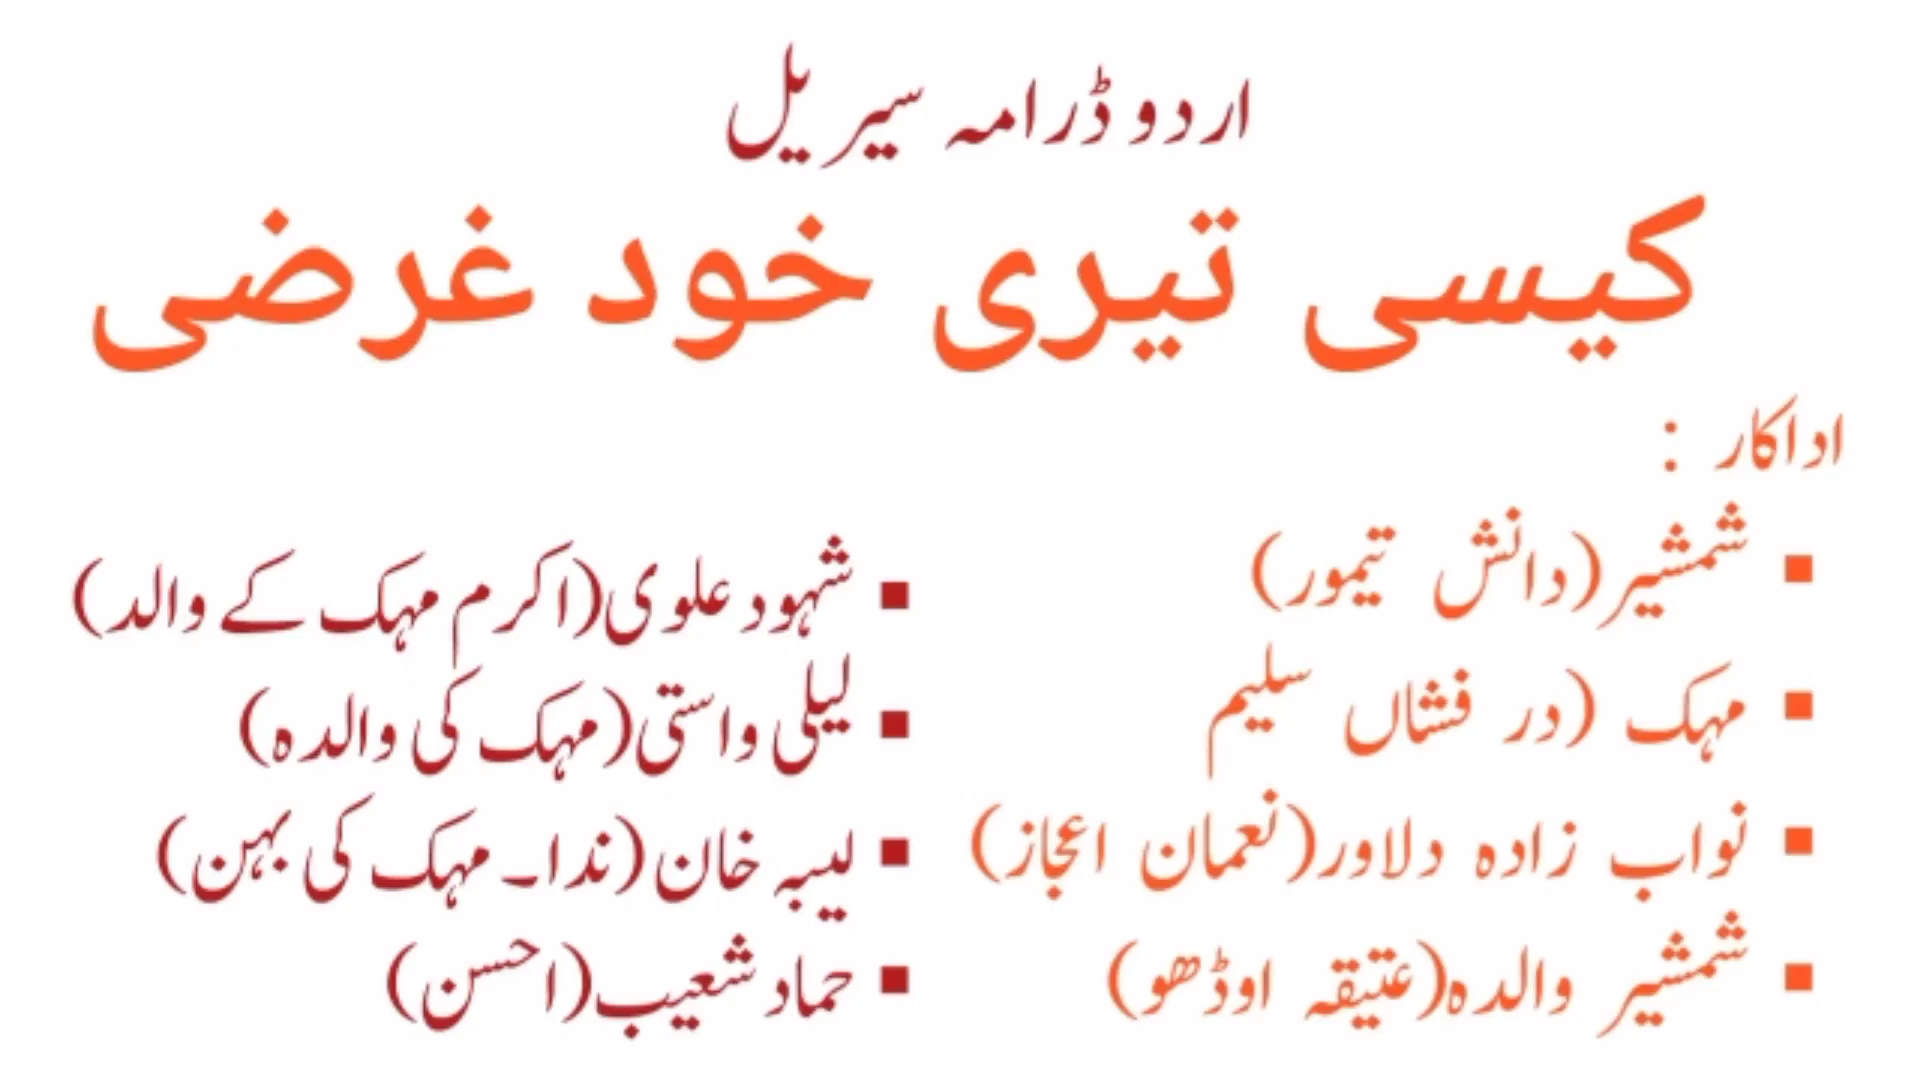 اردو ڈرامہ سیریل
کیسی تیری خود غرضی
اداکار :
▪ شمشیر(دانش تیمور)
▪ مہک (در فشاں سلیم
▪ نواب زادہ دلاور(نعمان اعجاز)
▪ شمشیر والدہ(عتیقہ اوڈھو)
▪ شہود علوی(اکرم مہک کے والد)
▪ لیلی واستی(مہک کی والدہ)
▪ لیبہ خان(ندا۔ مہک کی بہن)
▪ حماد شعیب(احسن)